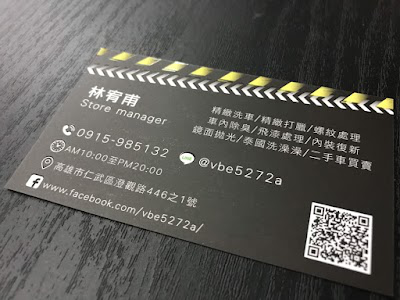 林宥甫
Store manager
精緻洗車/精緻打臘/螺紋處理
車內除臭/飛漆處理/內裝復新
鏡面拋光/泰國洗澡澡/二手車買賣
0915-985132
AM10:00至PM20:00
LINE @vbe5272a
高雄市仁武區澄觀路446之1號
www.facebook.com/vbe5272a/